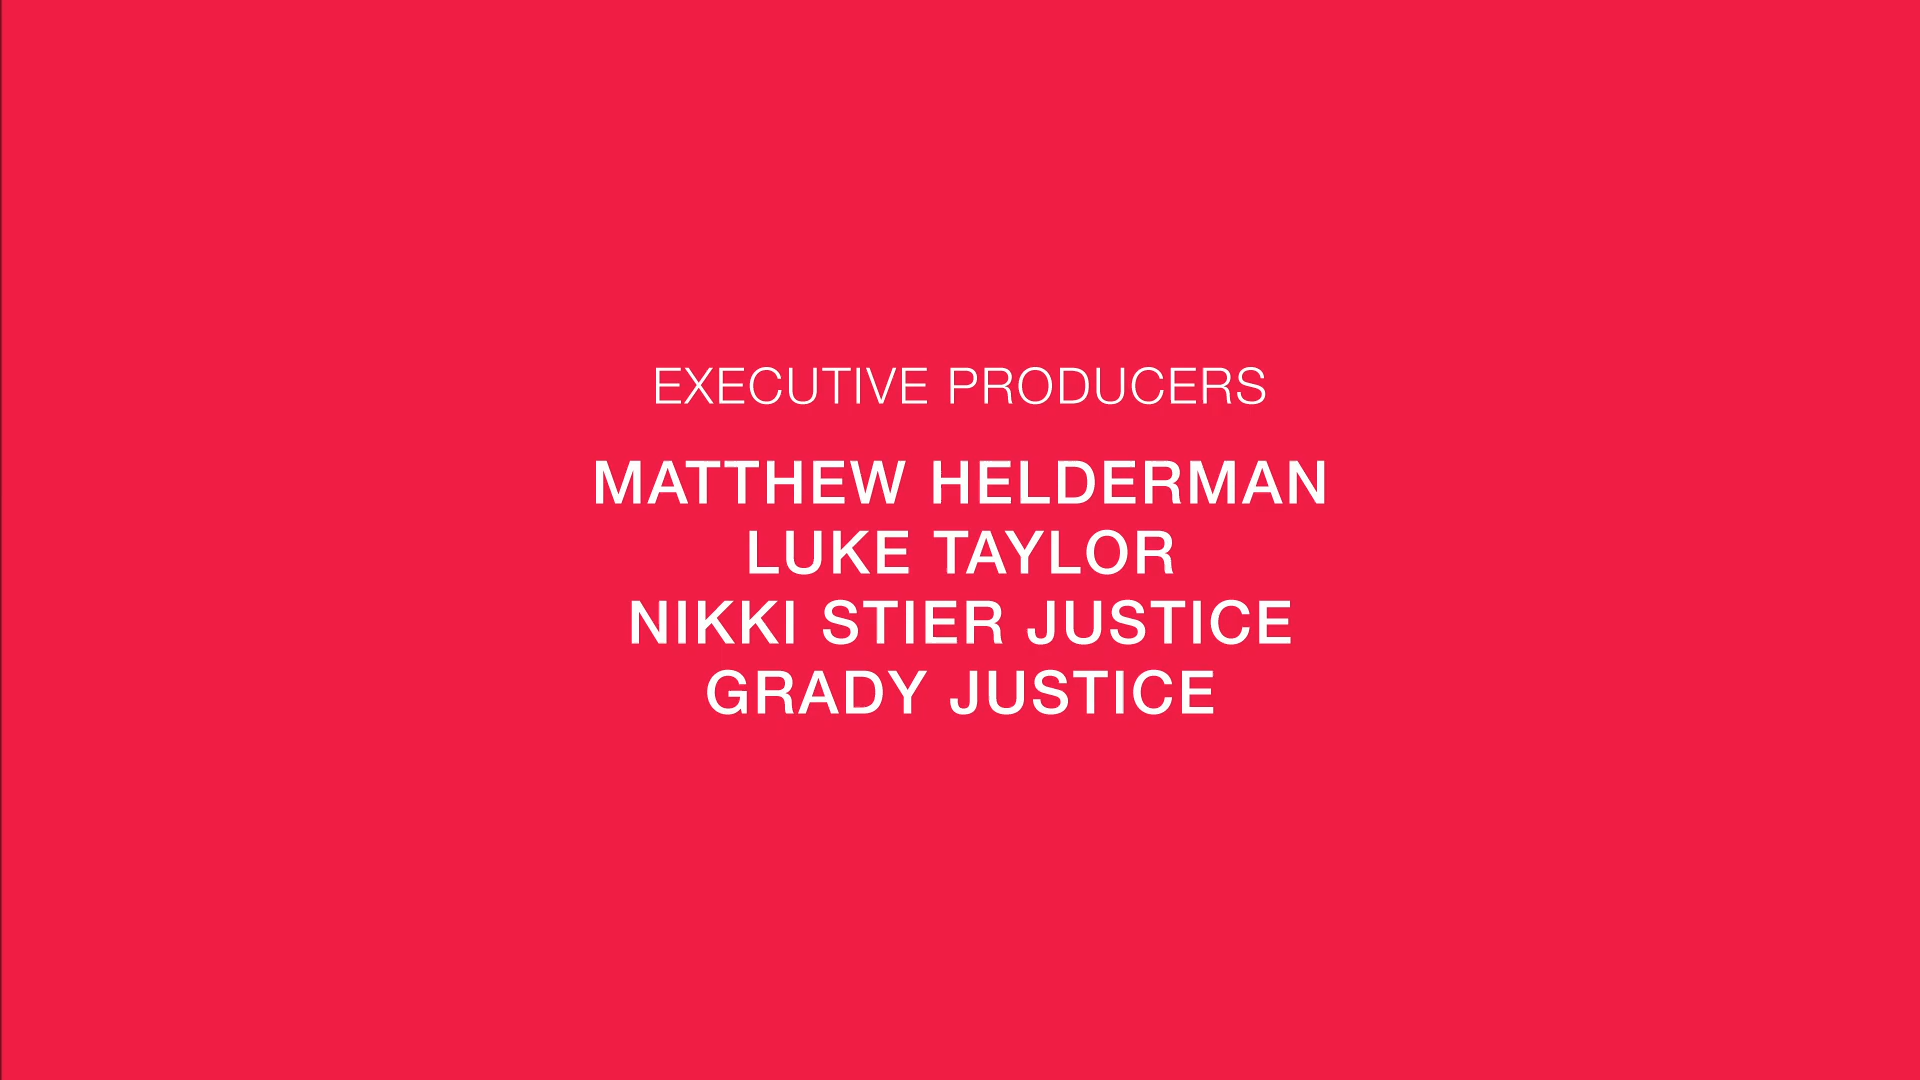 EXECUTIVE PRODUCERS
MATTHEW HELDERMAN
LUKE TAYLOR
NIKKI STIER JUSTICE
GRADY JUSTICE